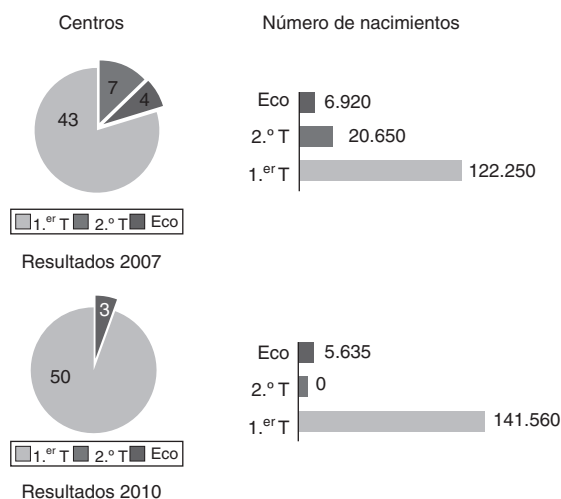 Centros
Número de nacimientos
7
4
43
Eco 6.920
2.º T 20.650
1.er T 122.250
1.er T 2.º T Eco
Resultados 2007
3
50
Eco 5.635
2.º T 0
1.er T 141.560
1.er T 2.º T Eco
Resultados 2010